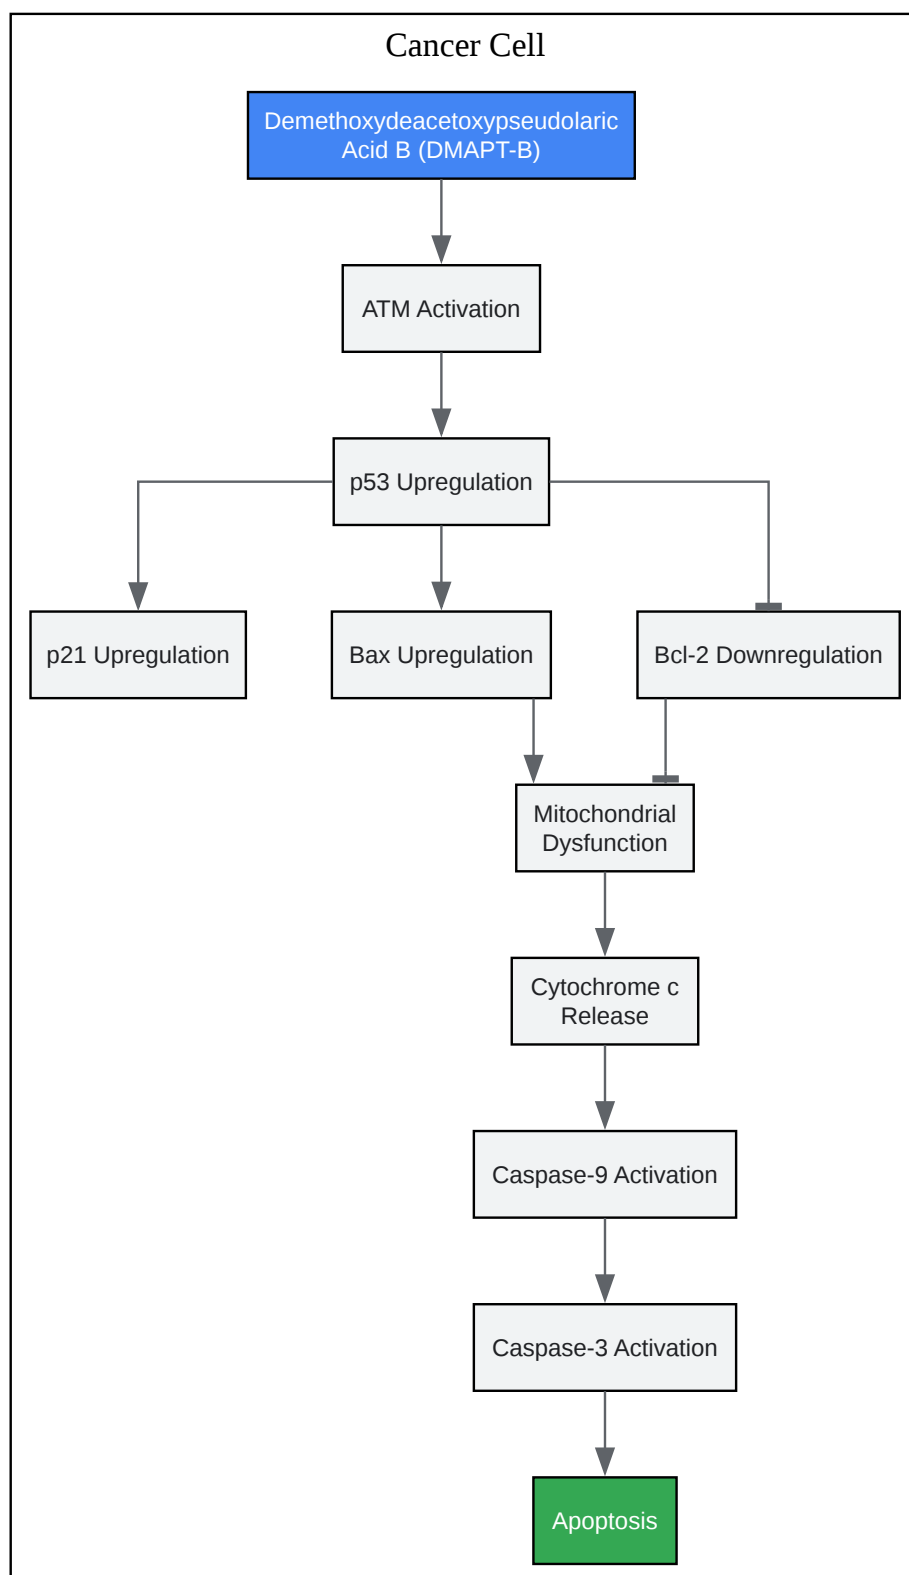 Cancer Cell
Demethoxydeacetoxypseudolaric
Acid B (DMAPT-B)
ATM Activation
p53 Upregulation
p21 Upregulation
Bax Upregulation
Bcl-2 Downregulation
Mitochondrial
Dysfunction
Cytochrome c
Release
Caspase-9 Activation
Caspase-3 Activation
Apoptosis